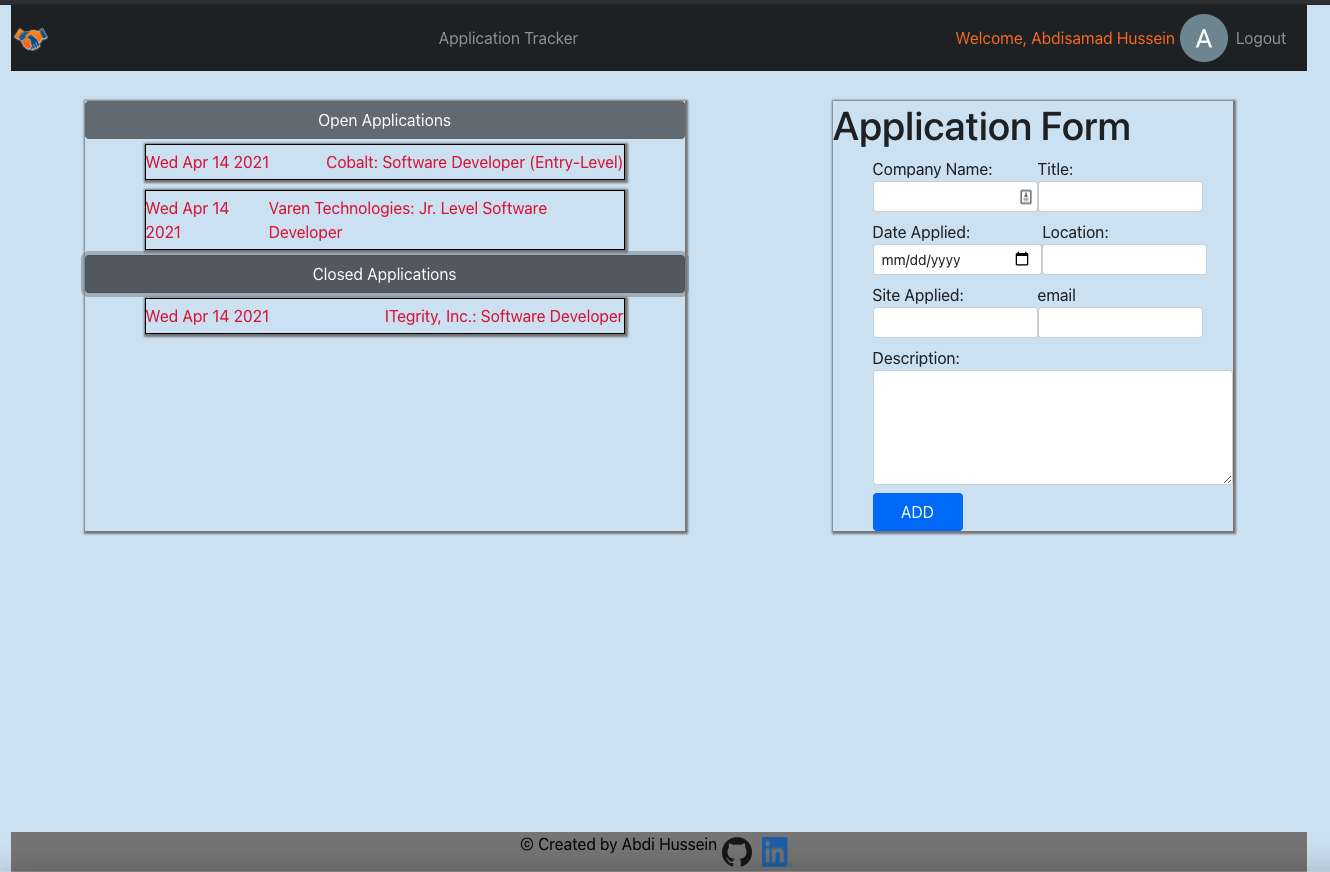 Application Tracker
Welcome, Abdisamad Hussein
A
Logout
Open Applications
Wed Apr 14 2021
Cobalt: Software Developer (Entry-Level)
Wed Apr 14
2021
Varen Technologies: Jr. Level Software
Developer
Closed Applications
Wed Apr 14 2021
ITegrity, Inc.: Software Developer
Application Form
Company Name:
Title:
Date Applied:
Location:
mm/dd/yyyy
Site Applied:
email
Description:
ADD
© Created by Abdi Hussein
in